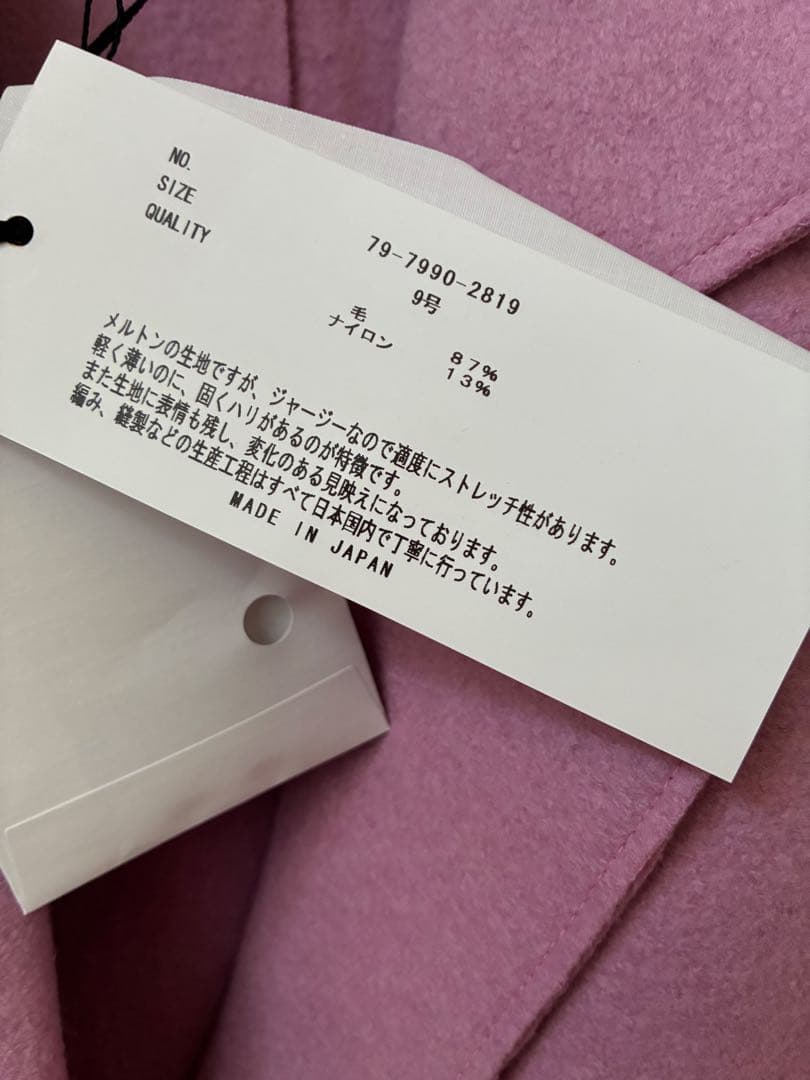 NO. 79-7990-2819
SIZE 9号
QUALITY 毛 87%
ナイロン 13%
メルトンの生地ですが、ジャージーなので適度にストレッチ性があります。
軽く薄いのに、固くハリがあるのが特徴です。
また生地に表情も残し、変化のある見映えになっております。
編み、縫製などの生産工程はすべて日本国内で丁寧に行っています。
MADE IN JAPAN